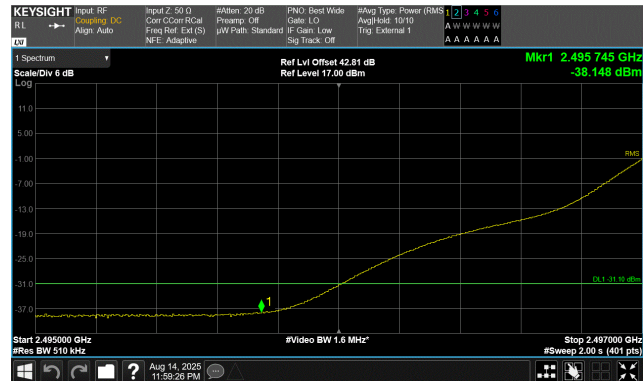 KEYSIGHT Input: RF Input Z: 50 Ω #Atten: 20 dB PNO: Best Wide #Avg Type: Power (RMS 1 2 3 4 5 6
RL Coupling: DC Corr CCorr RCal Preamp: Off Gate: LO Avg|Hold: 10/10 A W W W W W
Align: Auto Freq Ref: Ext (S) µW Path: Standard IF Gain: Low Trig: External 1
LXI NFE: Adaptive Sig Track: Off A A A A A A
1 Spectrum Ref Lvl Offset 42.81 dB Mkr1 2.495 745 GHz
Scale/Div 6 dB Ref Level 17.00 dBm -38.148 dBm
Log
11.0
5.00
-1.00 RMS
-7.00
-13.0
-19.0
-25.0
-31.0 DL1 -31.10 dBm
1
-37.0
Start 2.495000 GHz #Video BW 1.6 MHz* Stop 2.497000 GHz
#Res BW 510 kHz #Sweep 2.00 s (401 pts)
? Aug 14, 2025
11:59:26 PM